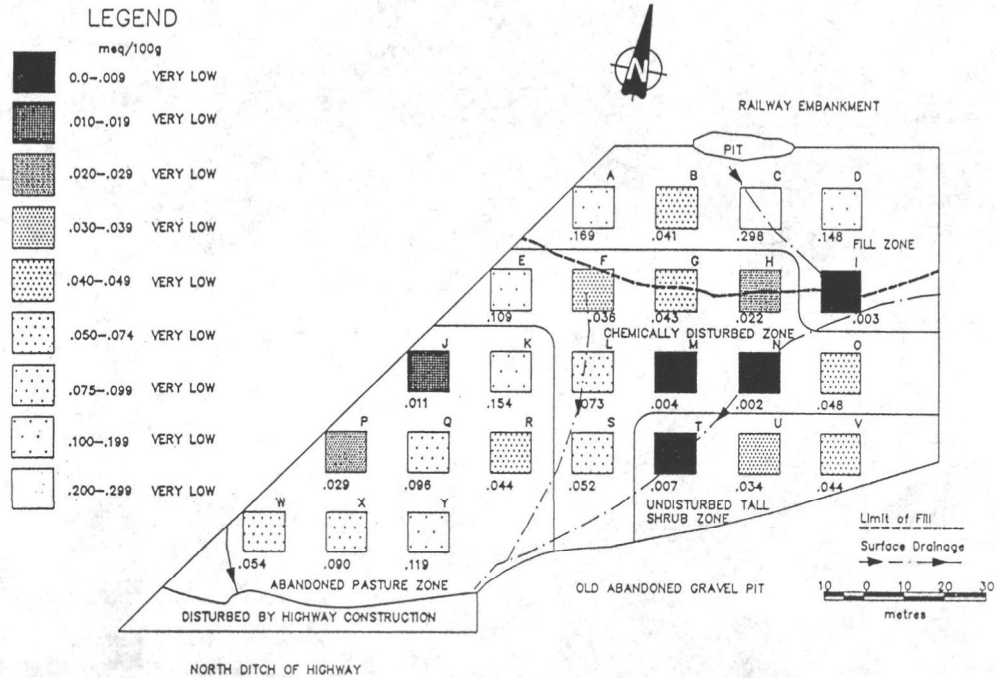 LEGEND
meq/100g
0.0-.009 VERY LOW
.010-.019 VERY LOW
.020-.029 VERY LOW
.030-.039 VERY LOW
.040-.049 VERY LOW
.050-.074 VERY LOW
.075-.099 VERY LOW
.100-.199 VERY LOW
.200-.299 VERY LOW
N
RAILWAY EMBANKMENT
PIT
A B C D
.169 .041 .298 .148
FILL ZONE
E F G H I
.109 .036 .043 .022 .003
CHEMICALLY DISTURBED ZONE
J K L M N O
.011 .154 .073 .004 .002 .048
P Q R S T U V
.029 .096 .044 .052 .007 .034 .044
UNDISTURBED TALL
SHRUB ZONE
W X Y
.054 .090 .119
Limit of Fill
Surface Drainage
ABANDONED PASTURE ZONE
OLD ABANDONED GRAVEL PIT
10 0 10 20 30
metres
DISTURBED BY HIGHWAY CONSTRUCTION
NORTH DITCH OF HIGHWAY